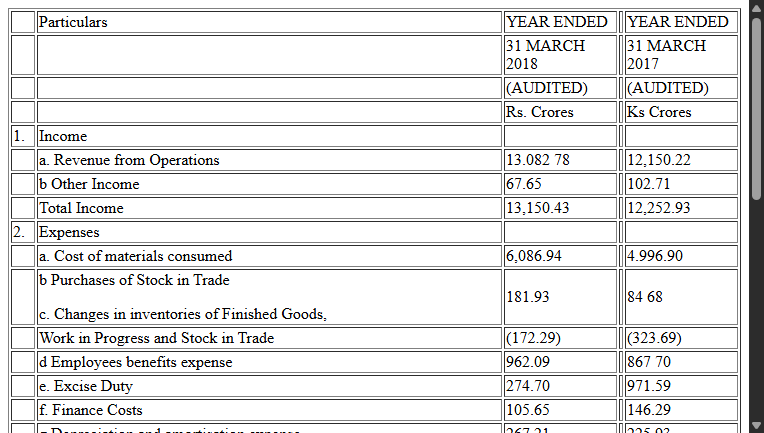 Particulars YEAR ENDED YEAR ENDED
31 MARCH 2018 31 MARCH 2017
(AUDITED) (AUDITED)
Rs. Crores Ks Crores
1. Income
a. Revenue from Operations 13.082 78 12,150.22
b Other Income 67.65 102.71
Total Income 13,150.43 12,252.93
2. Expenses
a. Cost of materials consumed 6,086.94 4.996.90
b Purchases of Stock in Trade
c. Changes in inventories of Finished Goods, 181.93 84 68
Work in Progress and Stock in Trade (172.29) (323.69)
d Employees benefits expense 962.09 867 70
e. Excise Duty 274.70 971.59
f. Finance Costs 105.65 146.29